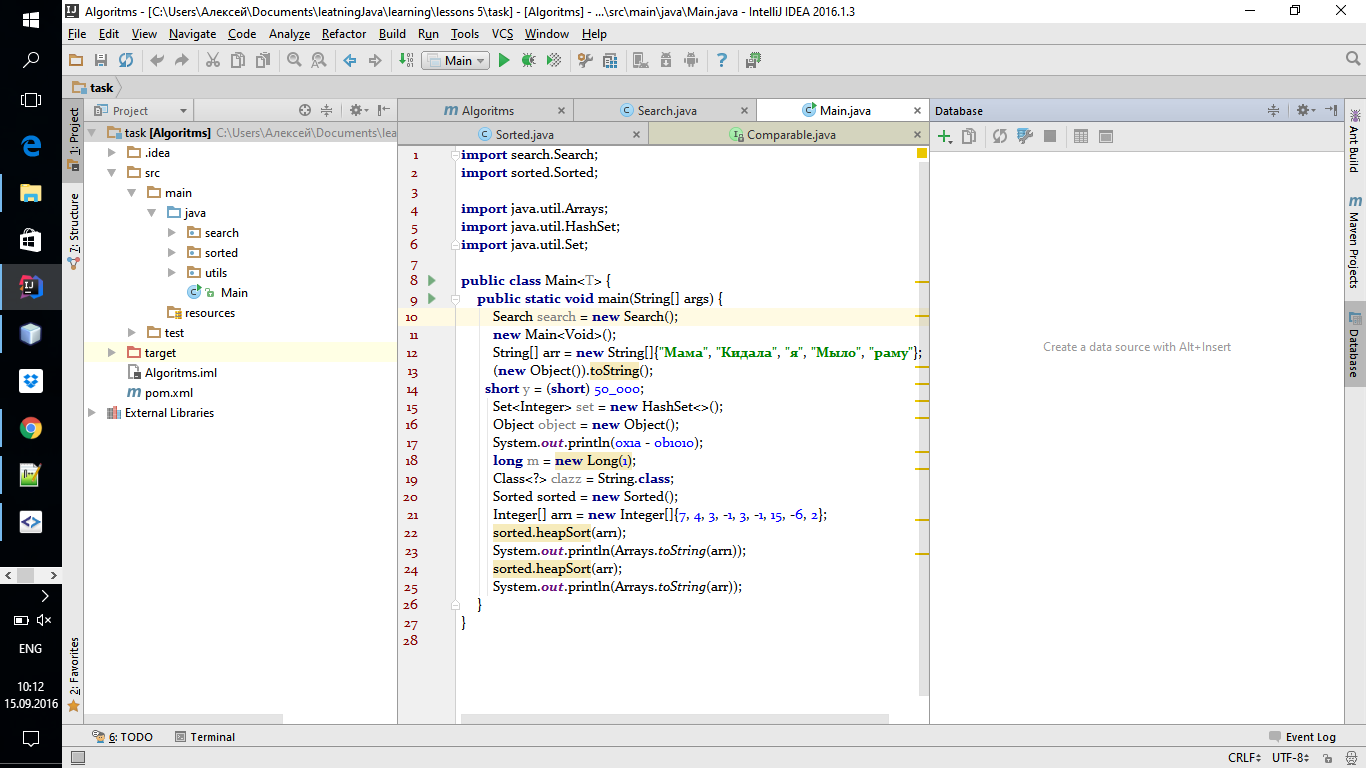 Algoritms - [C:\Users\Алексей\Documents\leatningJava\learning\lessons 5\task] - [Algoritms] - ...\src\main\java\Main.java - IntelliJ IDEA 2016.1.3
File Edit View Navigate Code Analyze Refactor Build Run Tools VCS Window Help
Main
task
1: Project
7: Structure
2: Favorites
Project
task [Algoritms] C:\Users\Алексей\Documents\lea
.idea
src
main
java
search
sorted
utils
Main
resources
test
target
Algoritms.iml
pom.xml
External Libraries
Algoritms Search.java Main.java
Sorted.java Comparable.java
1 import search.Search;
2 import sorted.Sorted;
3
4 import java.util.Arrays;
5 import java.util.HashSet;
6 import java.util.Set;
7
8 public class Main<T> {
9 public static void main(String[] args) {
10 Search search = new Search();
11 new Main<Void>();
12 String[] arr = new String[]{"Мама", "Кидала", "я", "Мыло", "раму"};
13 (new Object()).toString();
14 short y = (short) 50_000;
15 Set<Integer> set = new HashSet<>();
16 Object object = new Object();
17 System.out.println(0x1a - 0b1010);
18 long m = new Long(1);
19 Class<?> clazz = String.class;
20 Sorted sorted = new Sorted();
21 Integer[] arr1 = new Integer[]{7, 4, 3, -1, 3, -1, 15, -6, 2};
22 sorted.heapSort(arr1);
23 System.out.println(Arrays.toString(arr1));
24 sorted.heapSort(arr);
25 System.out.println(Arrays.toString(arr));
26 }
27 }
28
Database
Create a data source with Alt+Insert
Ant Build
Maven Projects
Database
ENG
10:12
15.09.2016
6: TODO Terminal Event Log
CRLF UTF-8